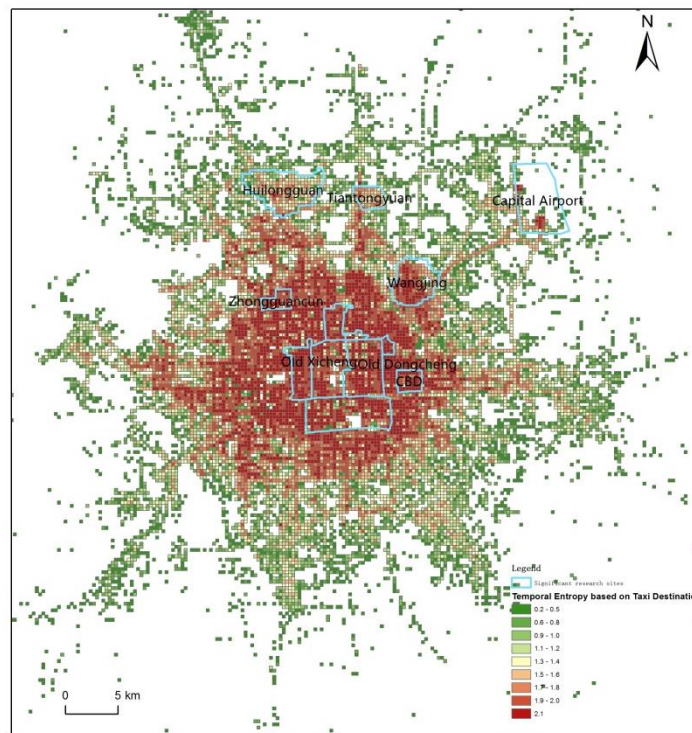 N
Huilongguan
Tiantongyuan
Capital Airport
Wangjing
Zhongguancun
Old Xicheng
Old Dongcheng
CBD
Legend
Significant research sites
Temporal Entropy based on Taxi Destinatio
0.2 - 0.5
0.6 - 0.8
0.9 - 1.0
1.1 - 1.2
1.3 - 1.4
1.5 - 1.6
1.7 - 1.8
1.9 - 2.0
2.1
0 5 km